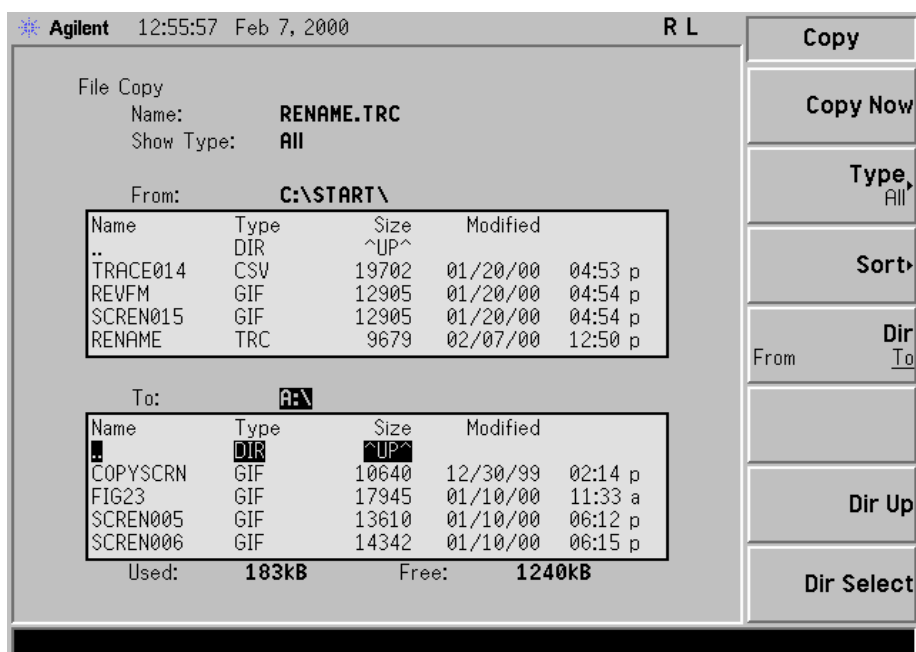 Agilent 12:55:57 Feb 7, 2000 R L
File Copy
Name: RENAME.TRC
Show Type: All
From: C:\START\
Name Type Size Modified
.. DIR ^UP^
TRACE014 CSV 19702 01/20/00 04:53 p
REVFM GIF 12905 01/20/00 04:54 p
SCREN015 GIF 12905 01/20/00 04:54 p
RENAME TRC 9679 02/07/00 12:50 p
To: A:\
Name Type Size Modified
.. DIR ^UP^
COPYSCRN GIF 10640 12/30/99 02:14 p
FIG23 GIF 17945 01/10/00 11:33 a
SCREN005 GIF 13610 01/10/00 06:12 p
SCREN006 GIF 14342 01/10/00 06:15 p
Used: 183kB Free: 1240kB
Copy
Copy Now
Type
All
Sort
Dir
From To
Dir Up
Dir Select